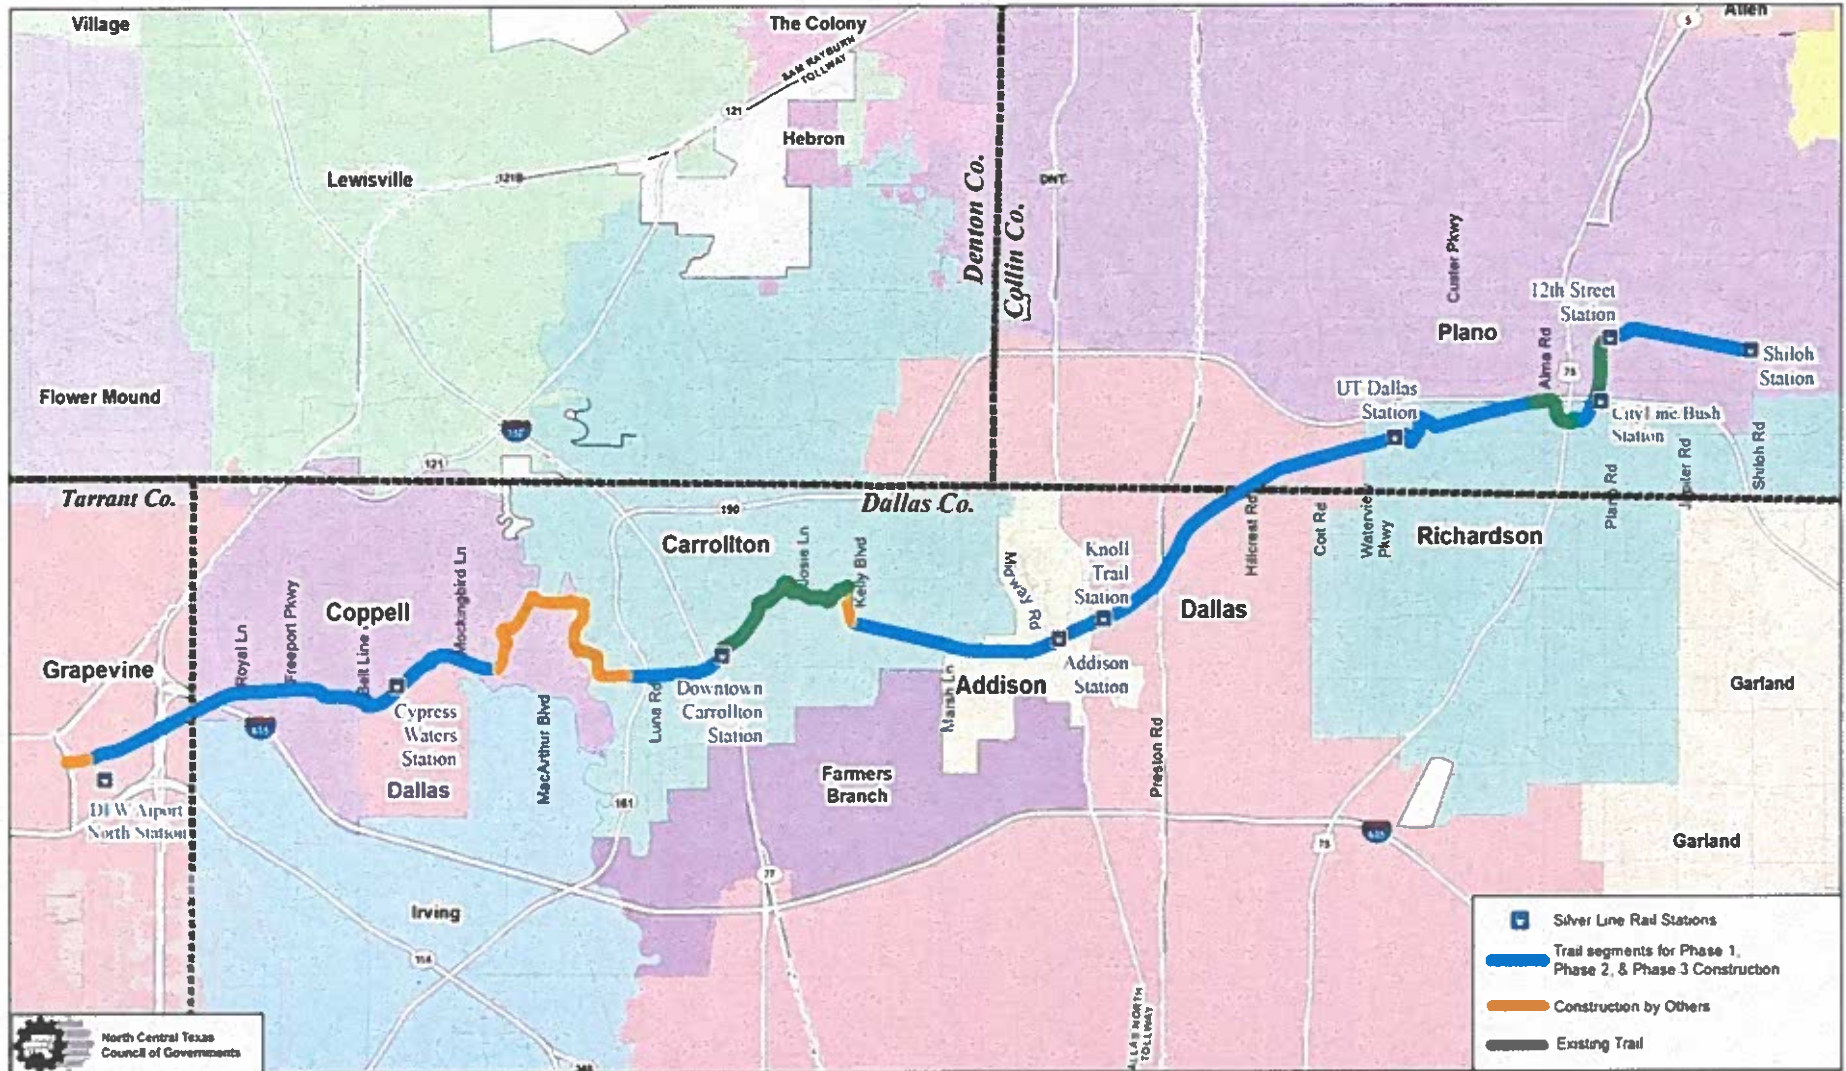 Village
The Colony
Allen
SAM RAYBURN
TOLLWAY
5
121
Hebron
Lewisville
121B
DNT
Denton Co.
Collin Co.
Custer Pkwy
12th Street
Station
Plano
Alma Rd
75
Shiloh
Station
Flower Mound
UT Dallas
Station
CityLine Bush
Station
121
Jupiter Rd
Shiloh Rd
Plano Rd
Tarrant Co.
Dallas Co.
190
Carrollton
Josie Ln
Kelly Blvd
Midway Rd
Knoll
Trail
Station
Hillcrest Rd
Coit Rd
Waterview
Pkwy
Richardson
Mockingbird Ln
Coppell
Freeport Pkwy
Royal Ln
Belt Line
Dallas
Grapevine
Addison
Station
Addison
Marsh Ln
Garland
Downtown
Carrollton
Station
Luna Rd
MacArthur Blvd
Cypress
Waters
Station
635
Preston Rd
Dallas
Farmers
Branch
161
DFW Airport
North Station
635
75
Garland
77
Irving
114
Silver Line Rail Stations
Trail segments for Phase 1,
Phase 2, & Phase 3 Construction
Construction by Others
Existing Trail
ALLAS NORTH
TOLLWAY
North Central Texas
Council of Governments